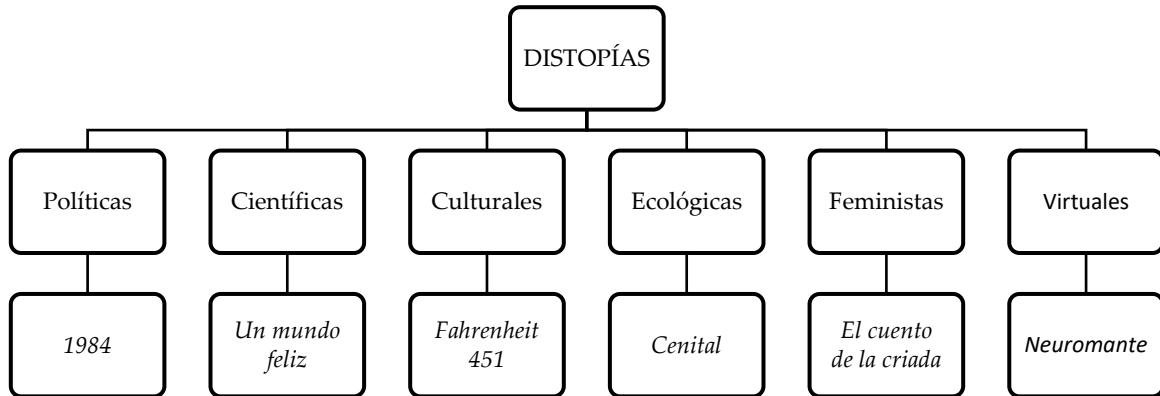 DISTOPÍAS
Políticas
Científicas
Culturales
Ecológicas
Feministas
Virtuales
1984
Un mundo
feliz
Fahrenheit
451
Cenital
El cuento
de la criada
Neuromante